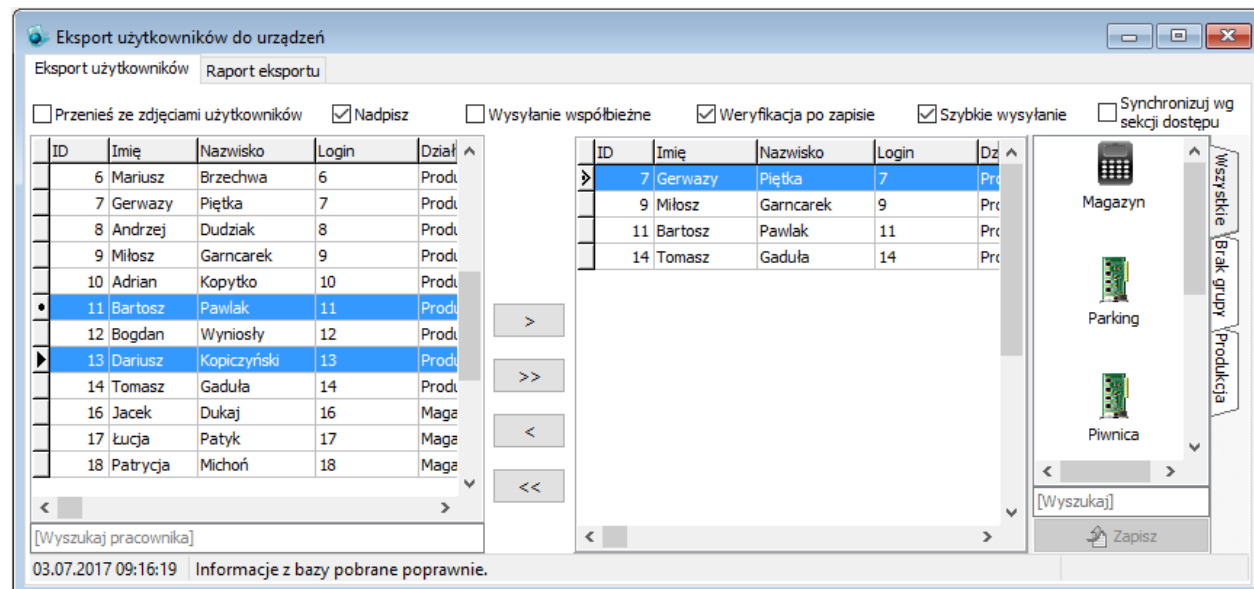 Eksport użytkowników do urządzeń
Eksport użytkowników Raport eksportu
Przenieś ze zdjęciami użytkowników Nadpisz Wysyłanie współbieżne Weryfikacja po zapisie Szybkie wysyłanie Synchronizuj wg
sekcji dostępu
ID Imię Nazwisko Login Dział
6 Mariusz Brzechwa 6 Produ
7 Gerwazy Piętka 7 Produ
8 Andrzej Dudziak 8 Produ
9 Miłosz Garncarek 9 Produ
10 Adrian Kopytko 10 Produ
11 Bartosz Pawlak 11 Produ
12 Bogdan Wyniosły 12 Produ
13 Dariusz Kopiczyński 13 Produ
14 Tomasz Gaduła 14 Produ
16 Jacek Dukaj 16 Maga
17 Łucja Patyk 17 Maga
18 Patrycja Michoń 18 Maga
[Wyszukaj pracownika]
>
>>
<
<<
ID Imię Nazwisko Login Dz
7 Gerwazy Piętka 7 Pro
9 Miłosz Garncarek 9 Pro
11 Bartosz Pawlak 11 Pro
14 Tomasz Gaduła 14 Pro
Magazyn
Parking
Piwnica
[Wyszukaj]
Zapisz
Wszystkie
Brak grupy
Produkcja
03.07.2017 09:16:19 Informacje z bazy pobrane poprawnie.